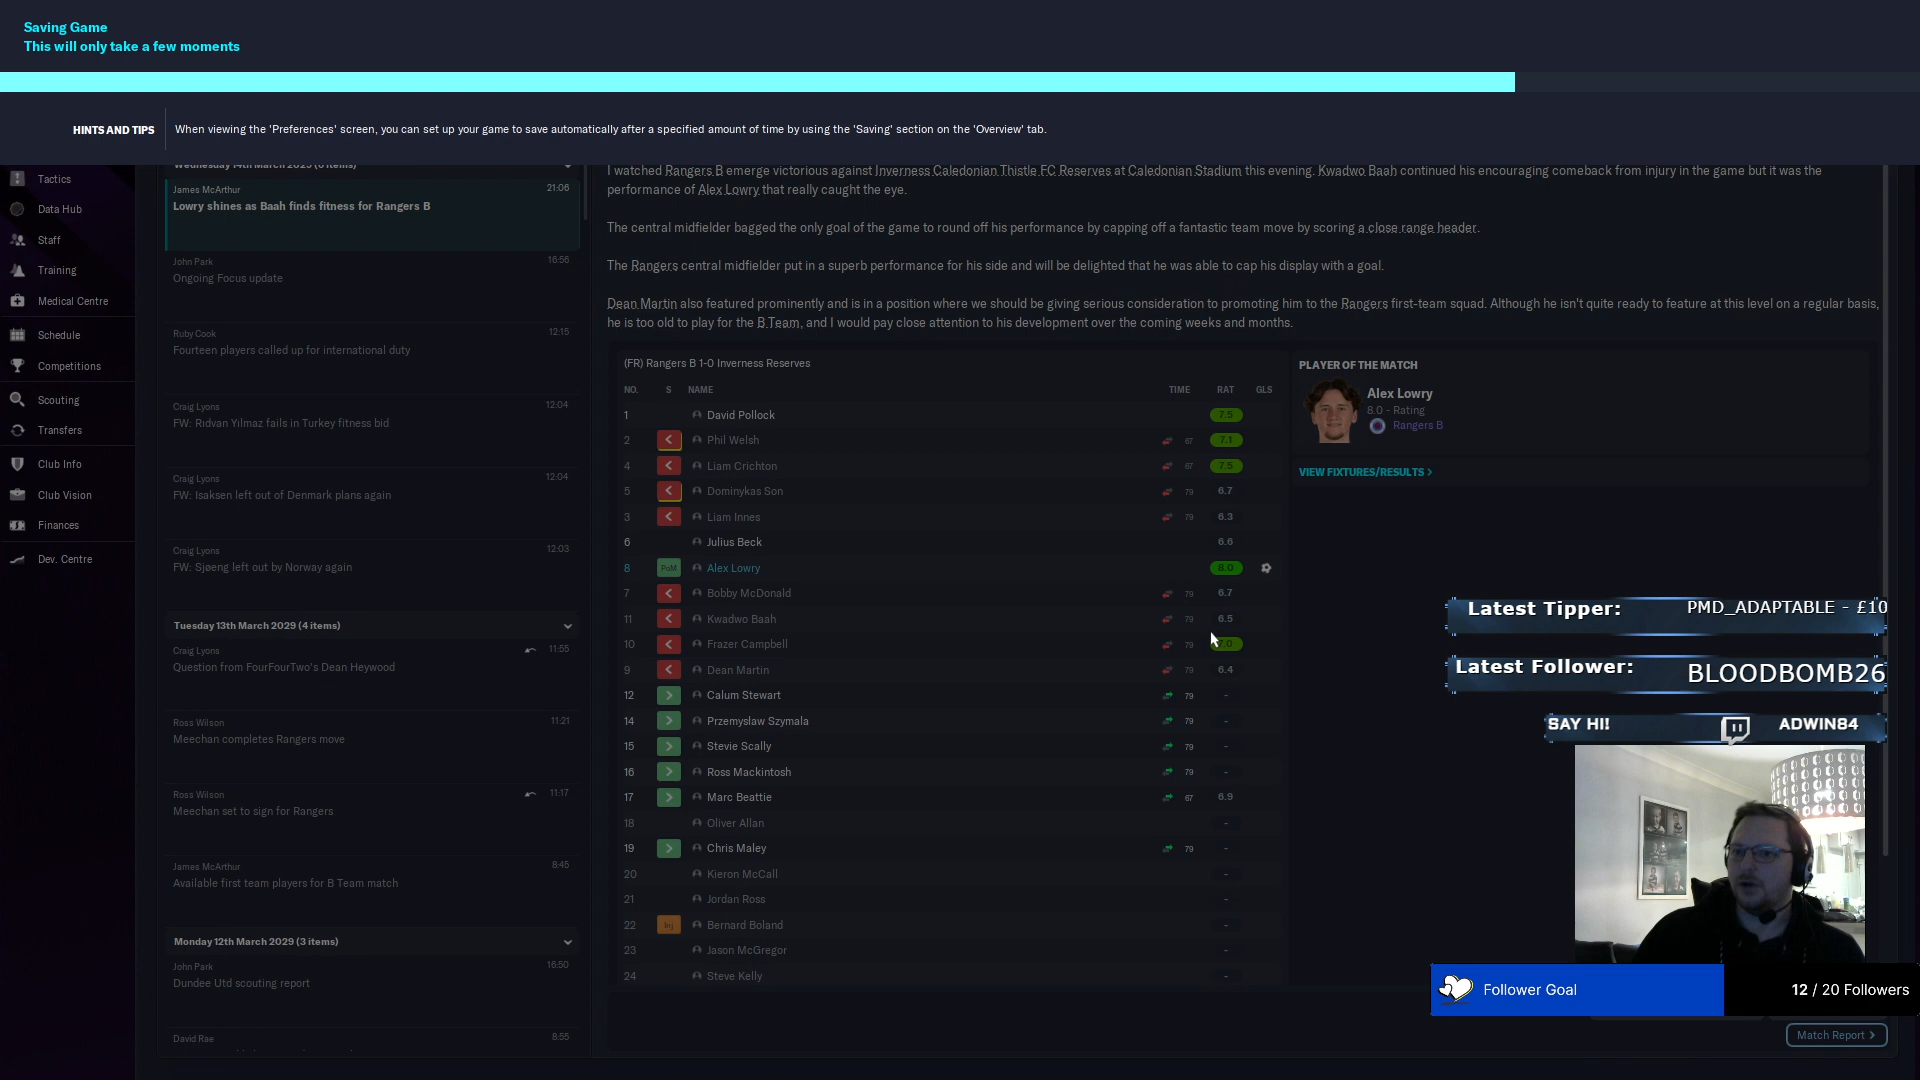 Saving Game
This will only take a few moments
HINTS AND TIPS
When viewing the 'Preferences' screen, you can set up your game to save automatically after a specified amount of time by using the 'Saving' section on the 'Overview' tab.
Tactics
Data Hub
Staff
Training
Medical Centre
Schedule
Competitions
Scouting
Transfers
Club Info
Club Vision
Finances
Dev. Centre
Wednesday 14th March 2029
James McArthur 21:06
Lowry shines as Baah finds fitness for Rangers B
John Park 16:56
Ongoing Focus update
Ruby Cook 12:15
Fourteen players called up for international duty
Craig Lyons 12:04
FW: Rıdvan Yılmaz fails in Turkey fitness bid
Craig Lyons 12:04
FW: Isaksen left out of Denmark plans again
Craig Lyons 12:03
FW: Sjøeng left out by Norway again
Tuesday 13th March 2029 (4 items)
Craig Lyons 11:55
Question from FourFourTwo's Dean Heywood
Ross Wilson 11:21
Meechan completes Rangers move
Ross Wilson 11:17
Meechan set to sign for Rangers
James McArthur 8:45
Available first team players for B Team match
Monday 12th March 2029 (3 items)
John Park 16:50
Dundee Utd scouting report
David Rae 8:55
I watched Rangers B emerge victorious against Inverness Caledonian Thistle FC Reserves at Caledonian Stadium this evening. Kwadwo Baah continued his encouraging comeback from injury in the game but it was the
performance of Alex Lowry that really caught the eye.
The central midfielder bagged the only goal of the game to round off his performance by capping off a fantastic team move by scoring a close range header.
The Rangers central midfielder put in a superb performance for his side and will be delighted that he was able to cap his display with a goal.
Dean Martin also featured prominently and is in a position where we should be giving serious consideration to promoting him to the Rangers first-team squad. Although he isn't quite ready to feature at this level on a regular basis,
he is too old to play for the B Team, and I would pay close attention to his development over the coming weeks and months.
(FR) Rangers B 1-0 Inverness Reserves
NO. S NAME TIME RAT GLS
1 David Pollock 7.5
2 Phil Welsh 67 7.1
4 Liam Crichton 67 7.5
5 Dominykas Son 79 6.7
3 Liam Innes 79 6.3
6 Julius Beck 6.6
8 PoM Alex Lowry 8.0
7 Bobby McDonald 79 6.7
11 Kwadwo Baah 79 6.5
10 Frazer Campbell 79 7.0
9 Dean Martin 79 6.4
12 Calum Stewart 79 -
14 Przemyslaw Szymala 79 -
15 Stevie Scally 79 -
16 Ross Mackintosh 79 -
17 Marc Beattie 67 6.9
18 Oliver Allan -
19 Chris Maley 79 -
20 Kieron McCall -
21 Jordan Ross -
22 Inj Bernard Boland -
23 Jason McGregor -
24 Steve Kelly -
PLAYER OF THE MATCH
Alex Lowry
8.0 - Rating
Rangers B
VIEW FIXTURES/RESULTS >
Latest Tipper: PMD_ADAPTABLE - £10
Latest Follower: BLOODBOMB26
SAY HI! ADWIN84
Follower Goal 12 / 20 Followers
Match Report >